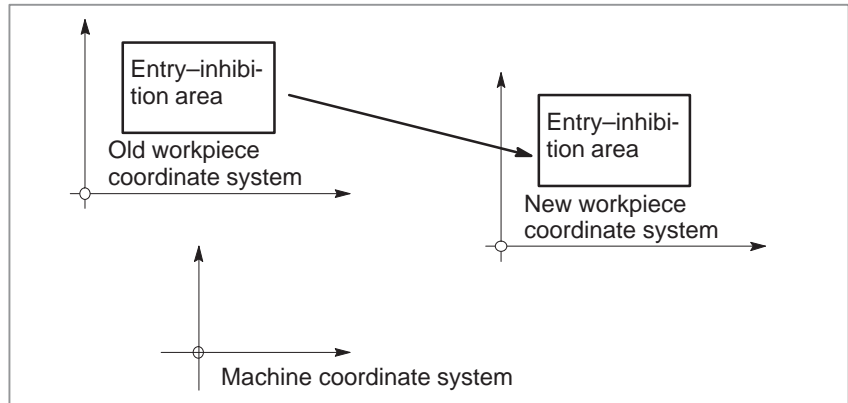 Entry–inhibi-
tion area
Old workpiece
coordinate system
Entry–inhibi-
tion area
New workpiece
coordinate system
Machine coordinate system